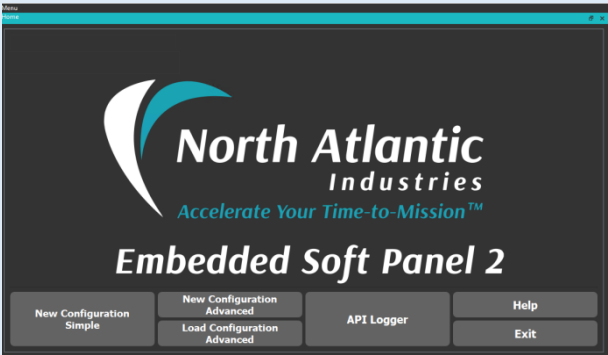 Menu
Home
North Atlantic
Industries
Accelerate Your Time-to-Mission™
Embedded Soft Panel 2
New Configuration
Simple
New Configuration
Advanced
Load Configuration
Advanced
API Logger
Help
Exit